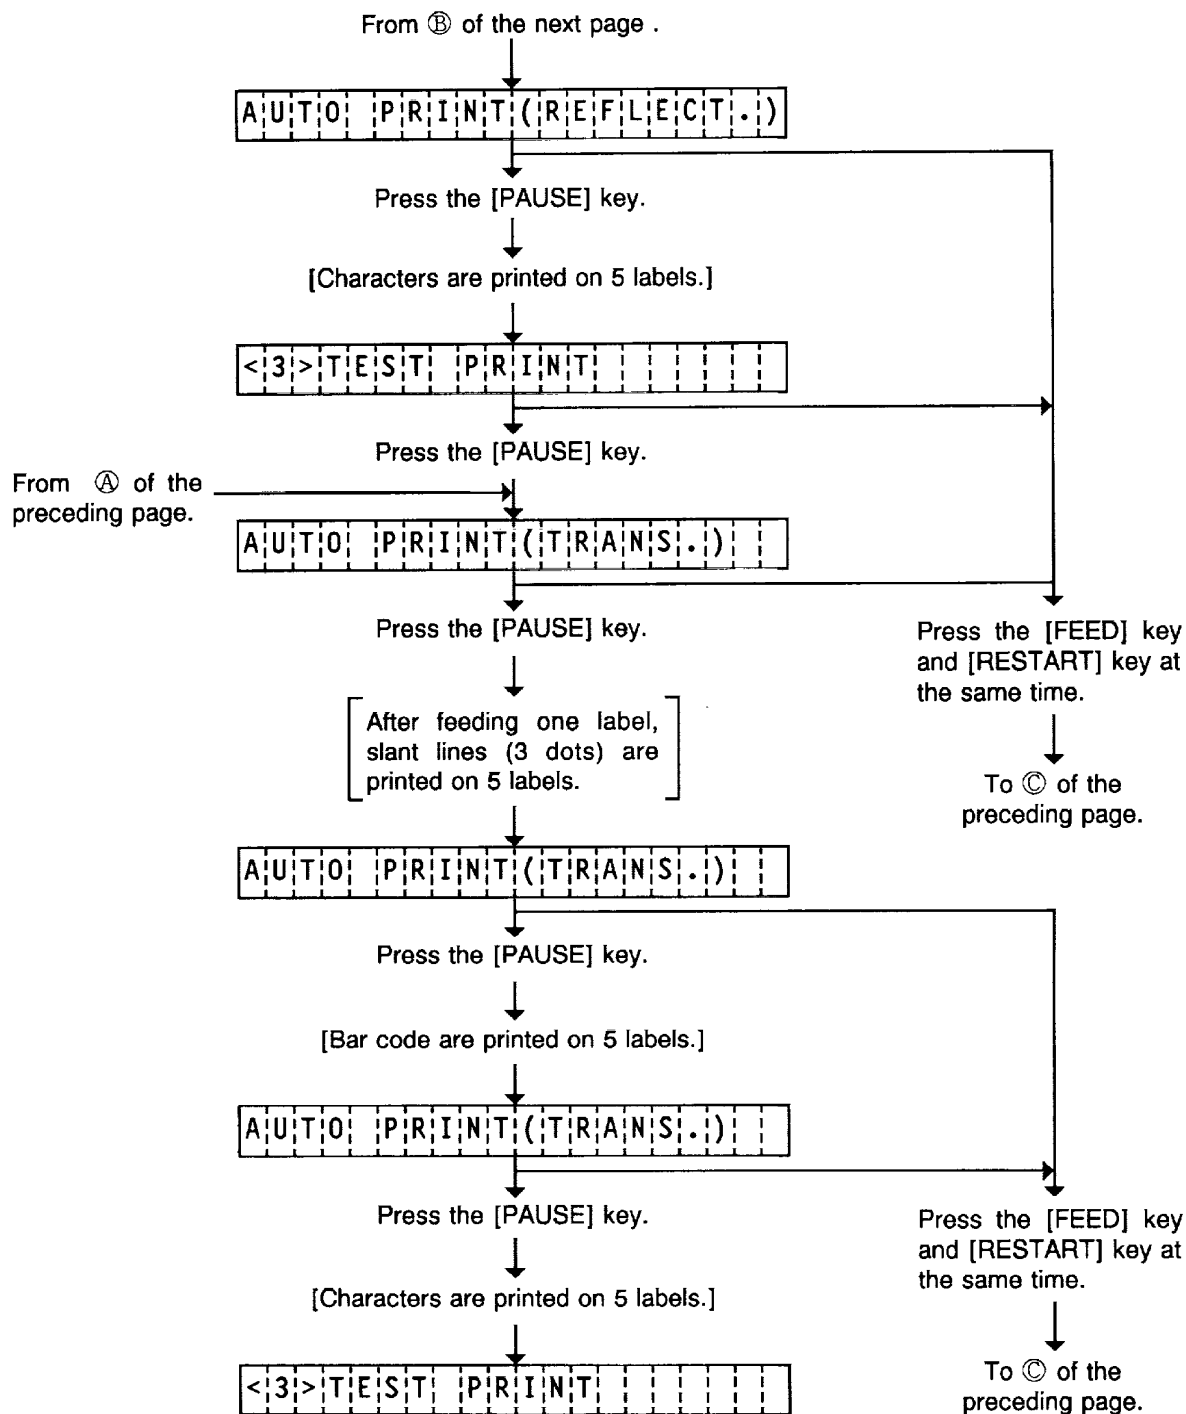 From Ⓑ of the next page .
AUTO PRINT(REFLECT.)
Press the [PAUSE] key.
[Characters are printed on 5 labels.]
<3>TEST PRINT
Press the [PAUSE] key.
From Ⓐ of the
preceding page.
AUTO PRINT(TRANS.)
Press the [PAUSE] key.
Press the [FEED] key
and [RESTART] key at
the same time.
After feeding one label,
slant lines (3 dots) are
printed on 5 labels.
To Ⓒ of the
preceding page.
AUTO PRINT(TRANS.)
Press the [PAUSE] key.
[Bar code are printed on 5 labels.]
AUTO PRINT(TRANS.)
Press the [PAUSE] key.
Press the [FEED] key
and [RESTART] key at
the same time.
[Characters are printed on 5 labels.]
To Ⓒ of the
preceding page.
<3>TEST PRINT